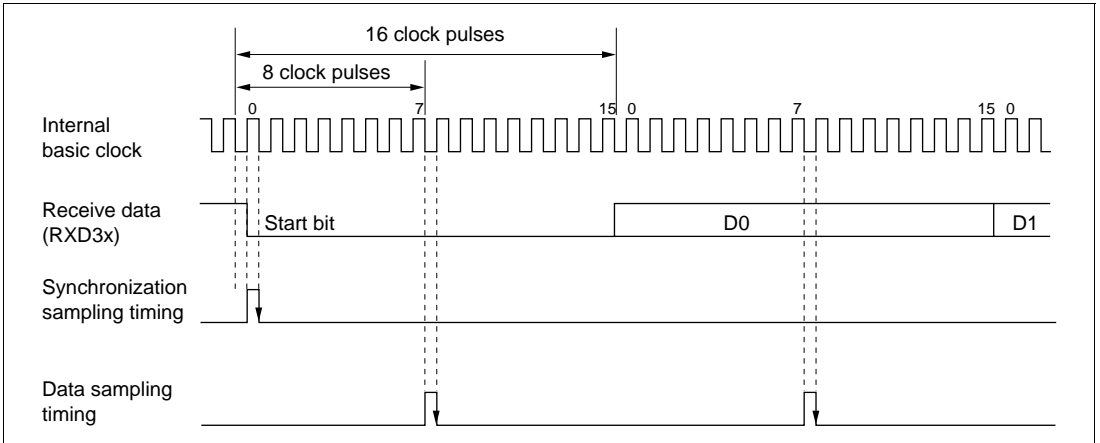 16 clock pulses
8 clock pulses
0 7 15 0 7 15 0
Internal
basic clock
Receive data
(RXD3x)
Start bit D0 D1
Synchronization
sampling timing
Data sampling
timing